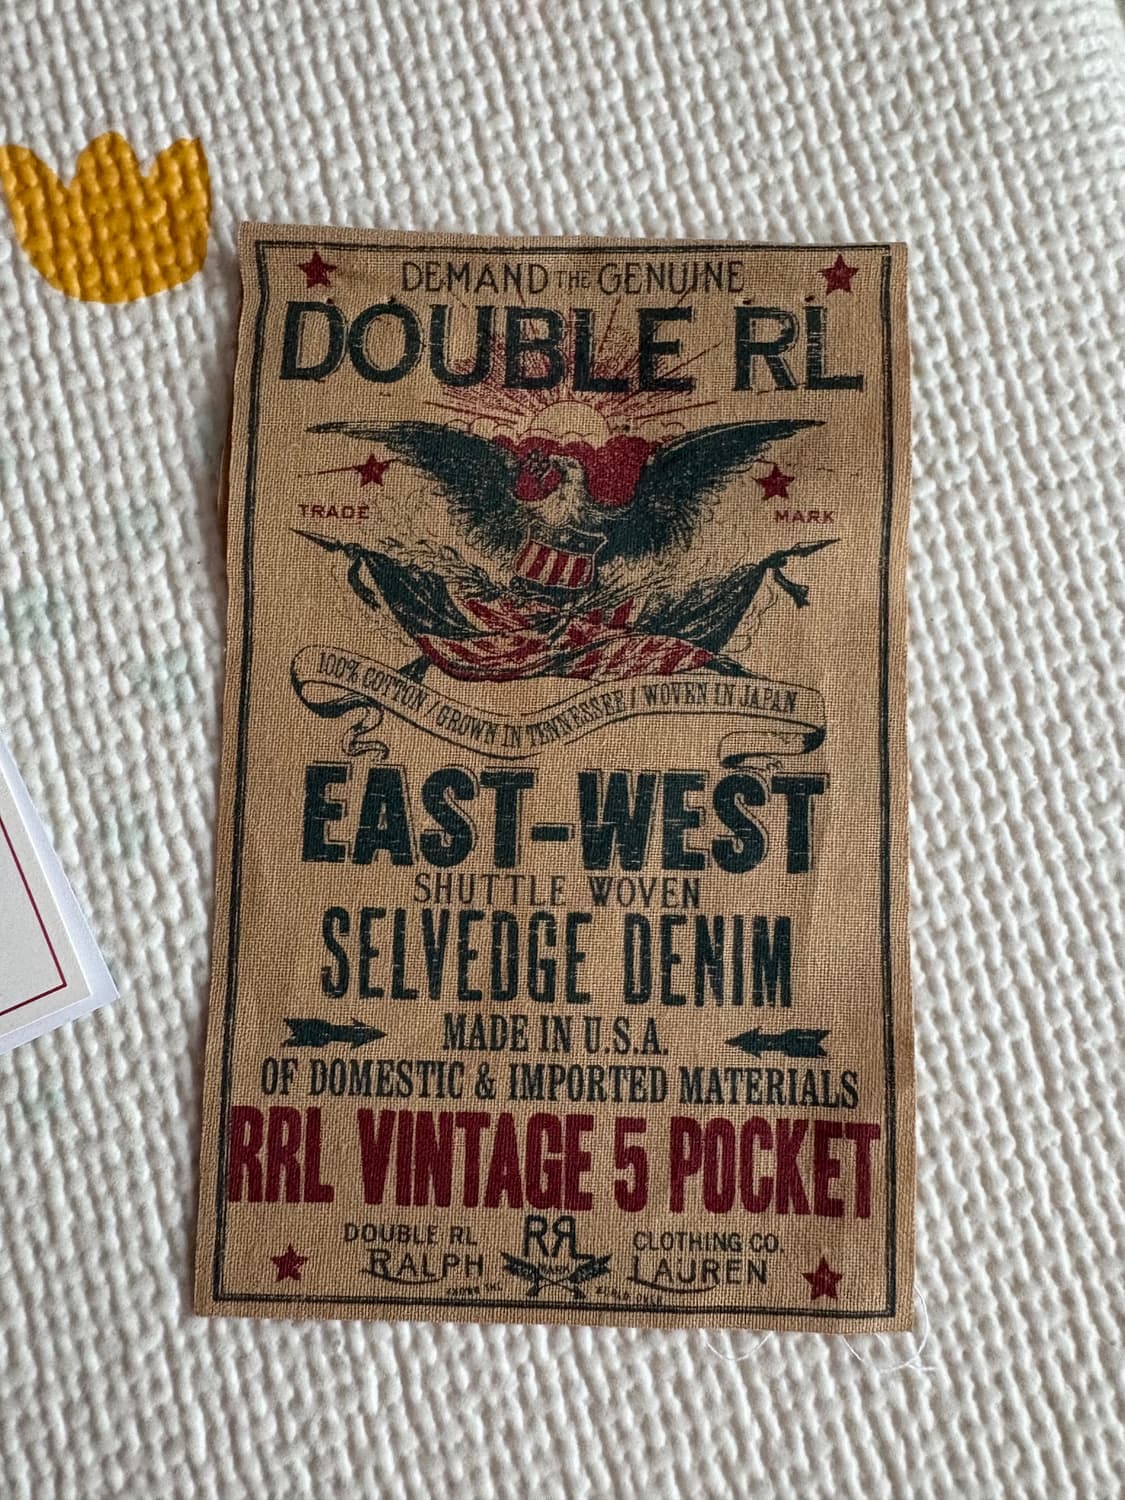 DEMAND THE GENUINE
DOUBLE RL
TRADE MARK
100% COTTON / GROWN IN TENNESSEE / WOVEN IN JAPAN
EAST-WEST
SHUTTLE WOVEN
SELVEDGE DENIM
MADE IN U.S.A.
OF DOMESTIC & IMPORTED MATERIALS
RRL VINTAGE 5 POCKET
DOUBLE RL RRL CLOTHING CO.
RALPH LAUREN